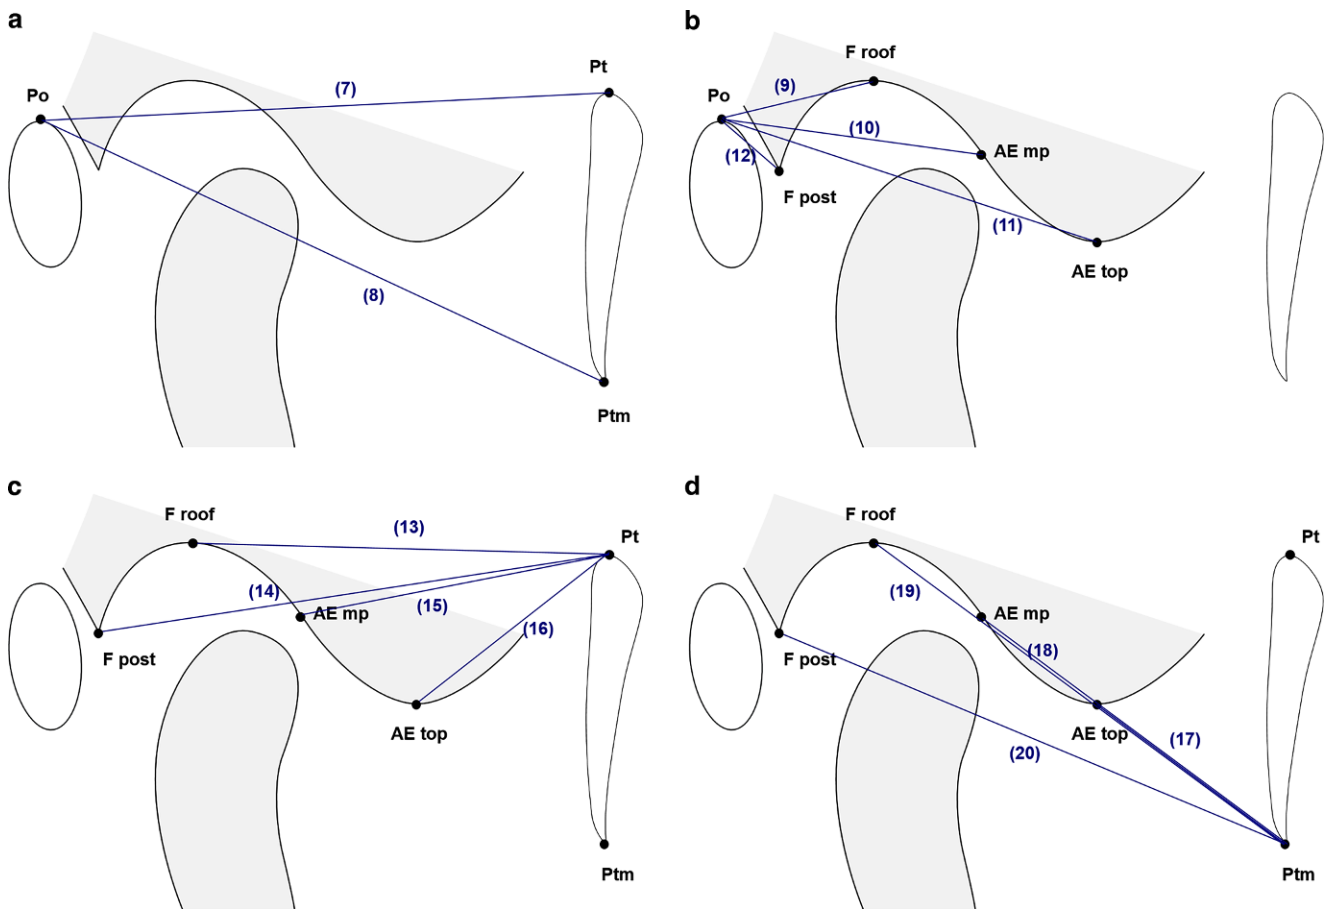 a
Po
(7)
Pt
(8)
Ptm
b
F roof
(9)
Po
(10)
AE mp
(12)
F post
(11)
AE top
c
F roof
(13)
Pt
(14)
(15)
AE mp
(16)
F post
AE top
Ptm
d
F roof
Pt
(19)
AE mp
(18)
F post
AE top
(17)
(20)
Ptm